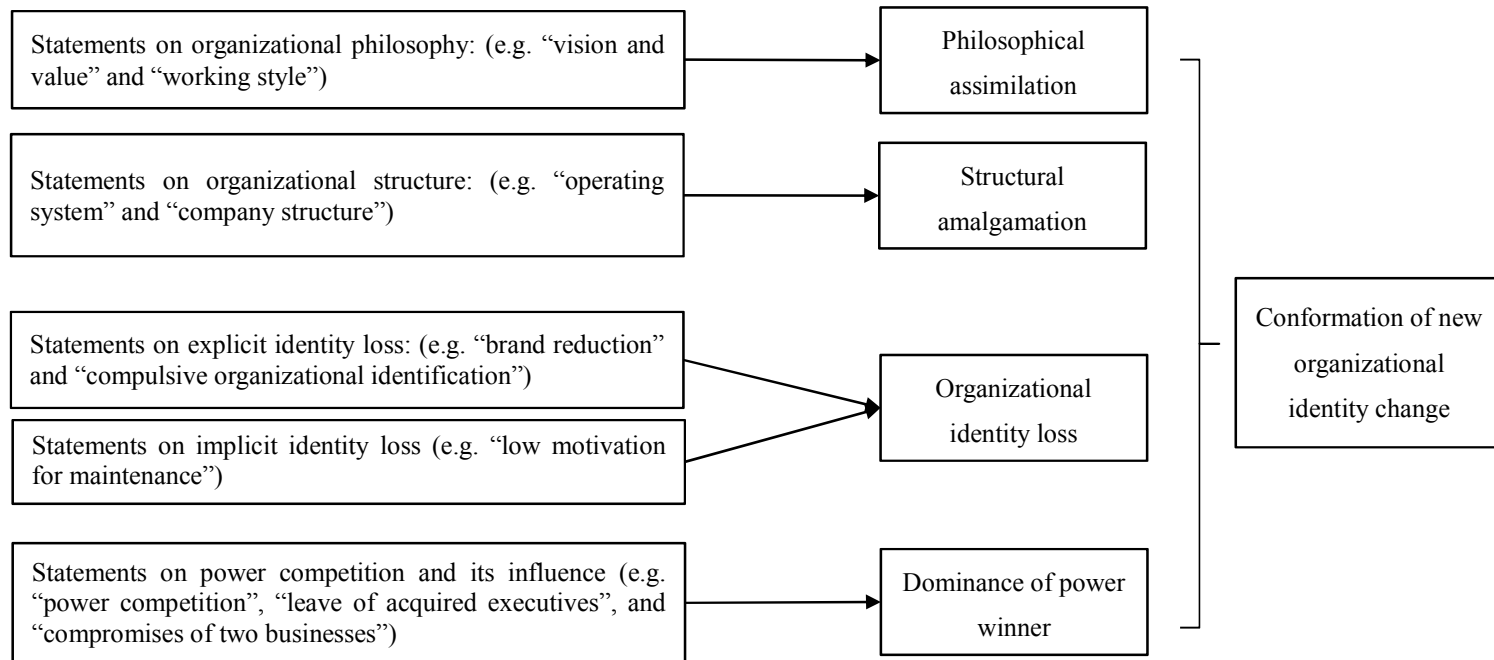 Statements on organizational philosophy: (e.g. “vision and
value” and “working style”)
Philosophical
assimilation
Statements on organizational structure: (e.g. “operating
system” and “company structure”)
Structural
amalgamation
Statements on explicit identity loss: (e.g. “brand reduction”
and “compulsive organizational identification”)
Statements on implicit identity loss (e.g. “low motivation
for maintenance”)
Organizational
identity loss
Statements on power competition and its influence (e.g.
“power competition”, “leave of acquired executives”, and
“compromises of two businesses”)
Dominance of power
winner
Conformation of new
organizational
identity change